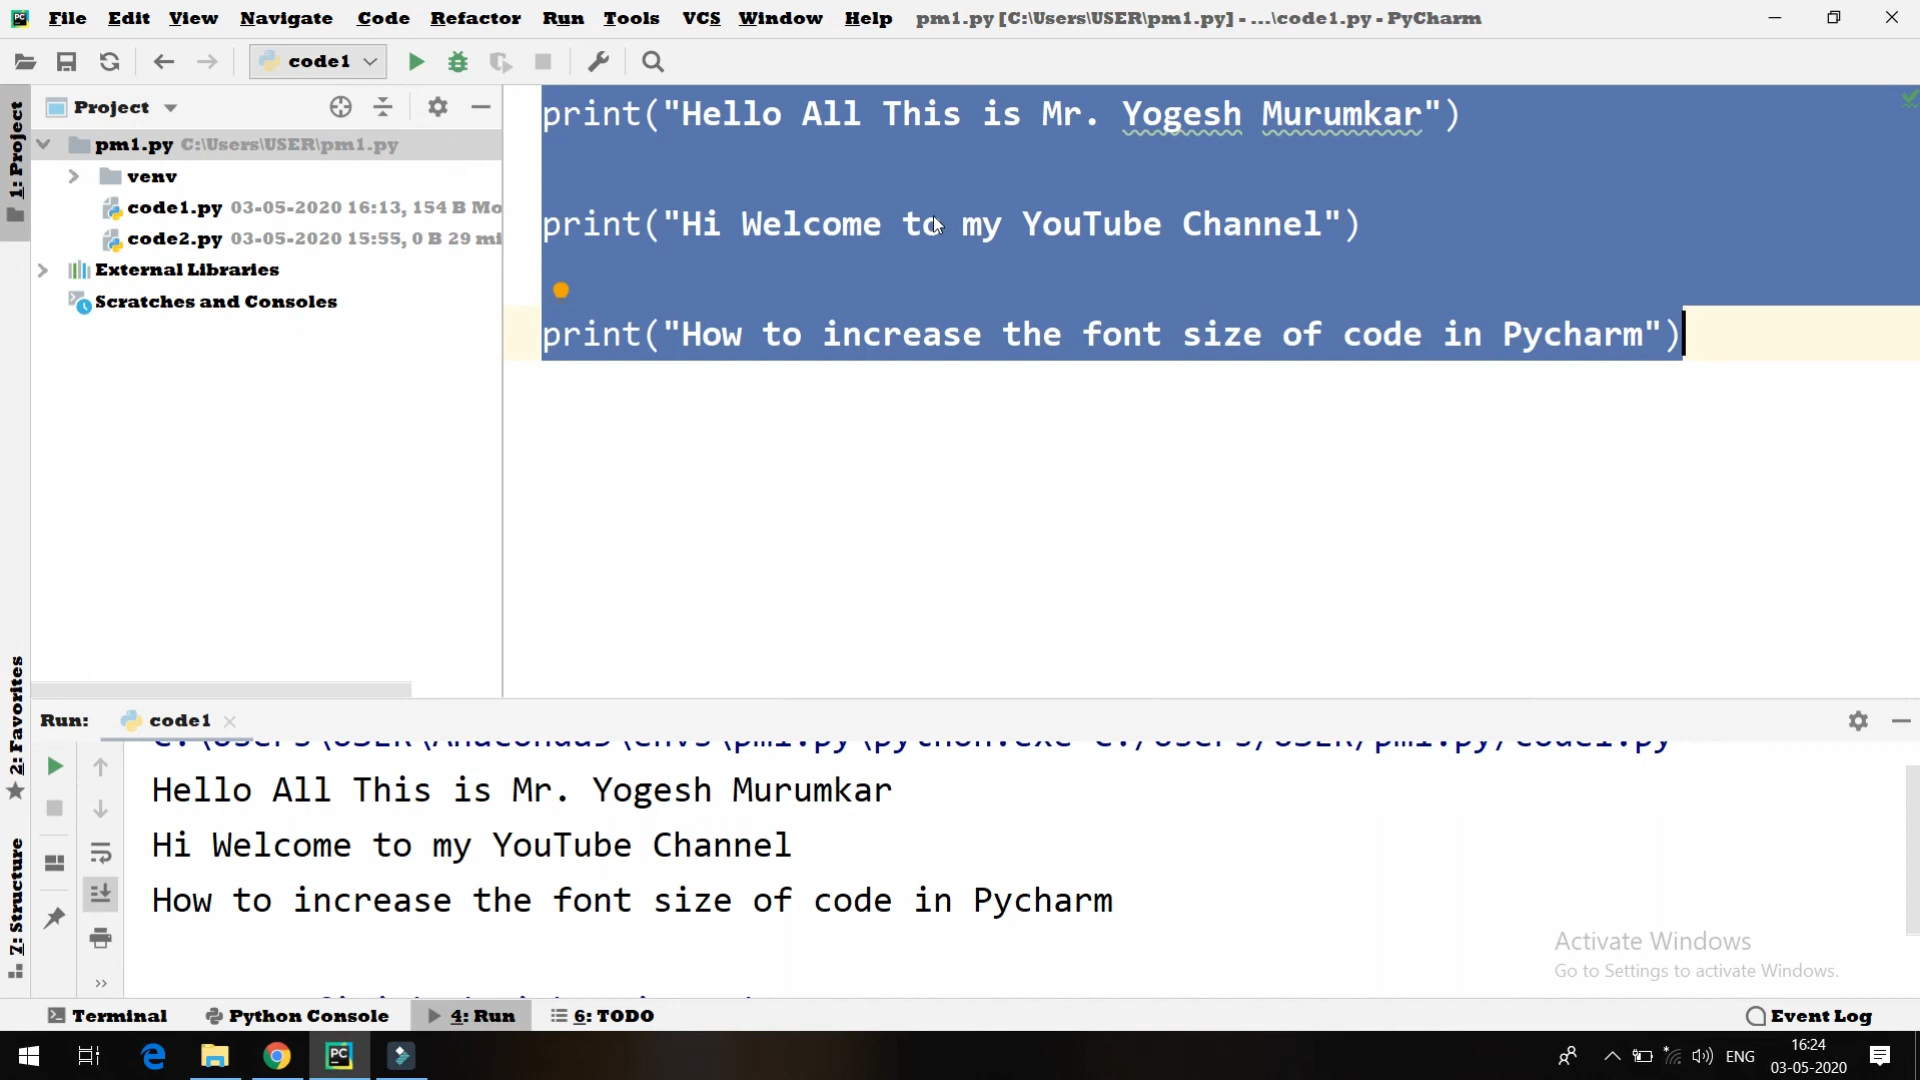 File Edit View Navigate Code Refactor Run Tools VCS Window Help pm1.py [C:\Users\USER\pm1.py] - ...\code1.py - PyCharm
code1
1: Project
Project
pm1.py C:\Users\USER\pm1.py
venv
code1.py 03-05-2020 16:13, 154 B Mo
code2.py 03-05-2020 15:55, 0 B 29 mi
External Libraries
Scratches and Consoles
print("Hello All This is Mr. Yogesh Murumkar")
print("Hi Welcome to my YouTube Channel")
print("How to increase the font size of code in Pycharm")
2: Favorites
7: Structure
Run: code1
Hello All This is Mr. Yogesh Murumkar
Hi Welcome to my YouTube Channel
How to increase the font size of code in Pycharm
Activate Windows
Go to Settings to activate Windows.
Terminal Python Console 4: Run 6: TODO Event Log
PC
ENG
16:24
03-05-2020